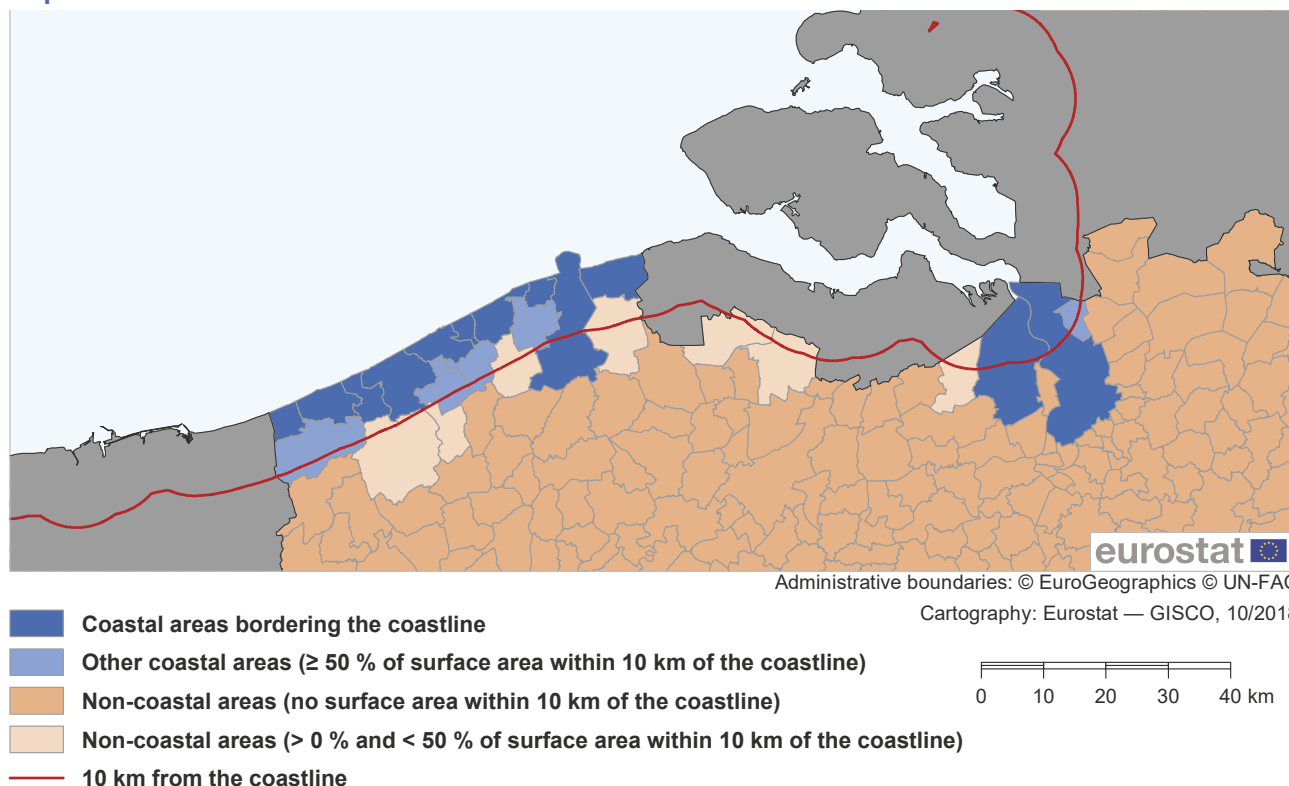 eurostat
Administrative boundaries: © EuroGeographics © UN-FAO
Cartography: Eurostat — GISCO, 10/2018
Coastal areas bordering the coastline
Other coastal areas (≥ 50 % of surface area within 10 km of the coastline)
Non-coastal areas (no surface area within 10 km of the coastline)
Non-coastal areas (> 0 % and < 50 % of surface area within 10 km of the coastline)
10 km from the coastline
0 10 20 30 40 km